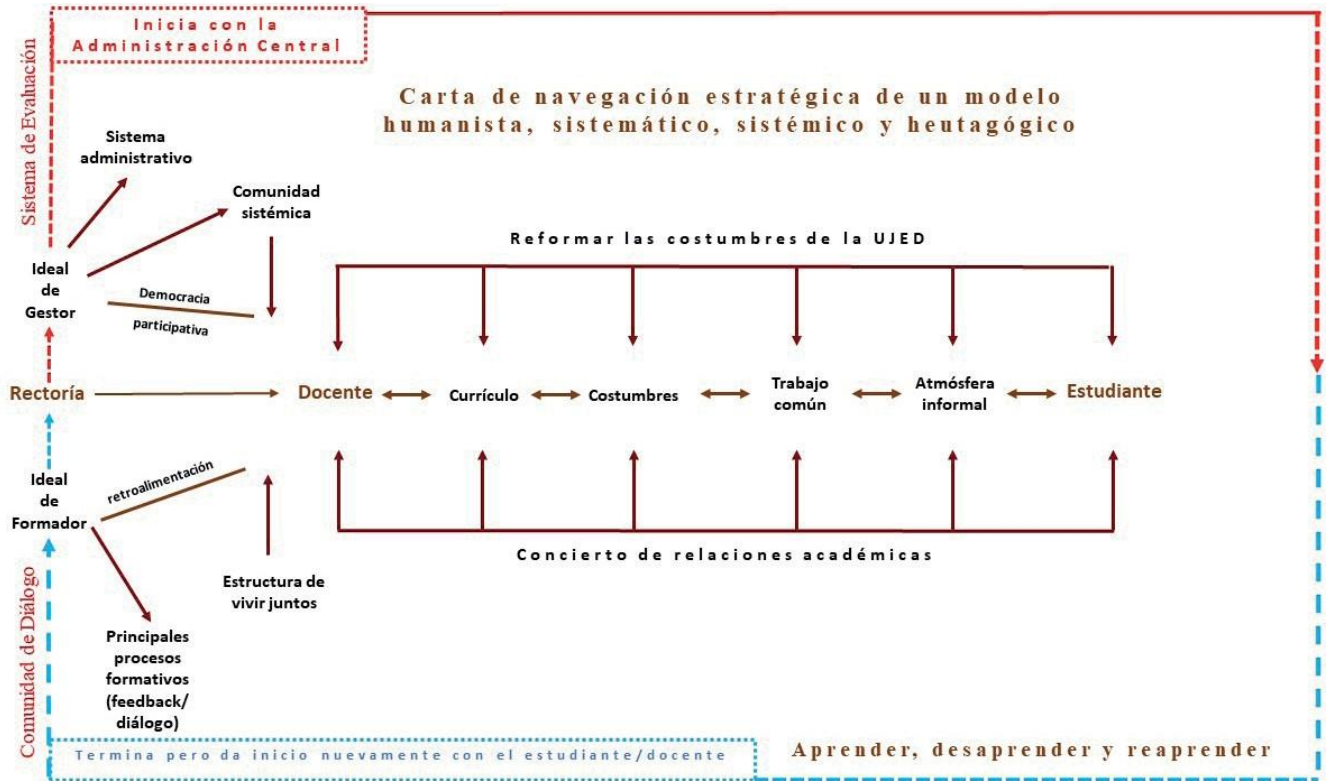 Inicia con la
Administración Central
Sistema de Evaluación
Carta de navegación estratégica de un modelo
humanista, sistemático, sistémico y heutagógico
Sistema
administrativo
Comunidad
sistémica
Reformar las costumbres de la UJED
Ideal
de
Gestor
Democracia
participativa
Rectoría
Docente
Currículo
Costumbres
Trabajo
común
Atmósfera
informal
Estudiante
Ideal
de
Formador
retroalimentación
Concierto de relaciones académicas
Estructura de
vivir juntos
Comunidad de Diálogo
Principales
procesos
formativos
(feedback/
diálogo)
Termina pero da inicio nuevamente con el estudiante/docente
Aprender, desaprender y reaprender